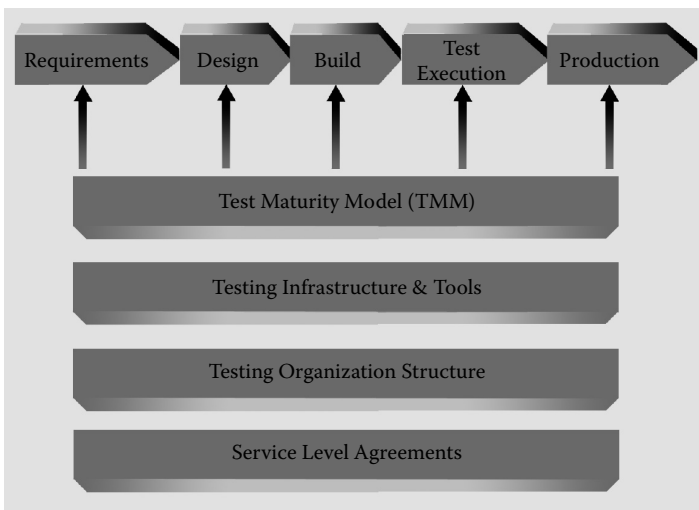 Requirements
Design
Build
Test
Execution
Production
Test Maturity Model (TMM)
Testing Infrastructure & Tools
Testing Organization Structure
Service Level Agreements